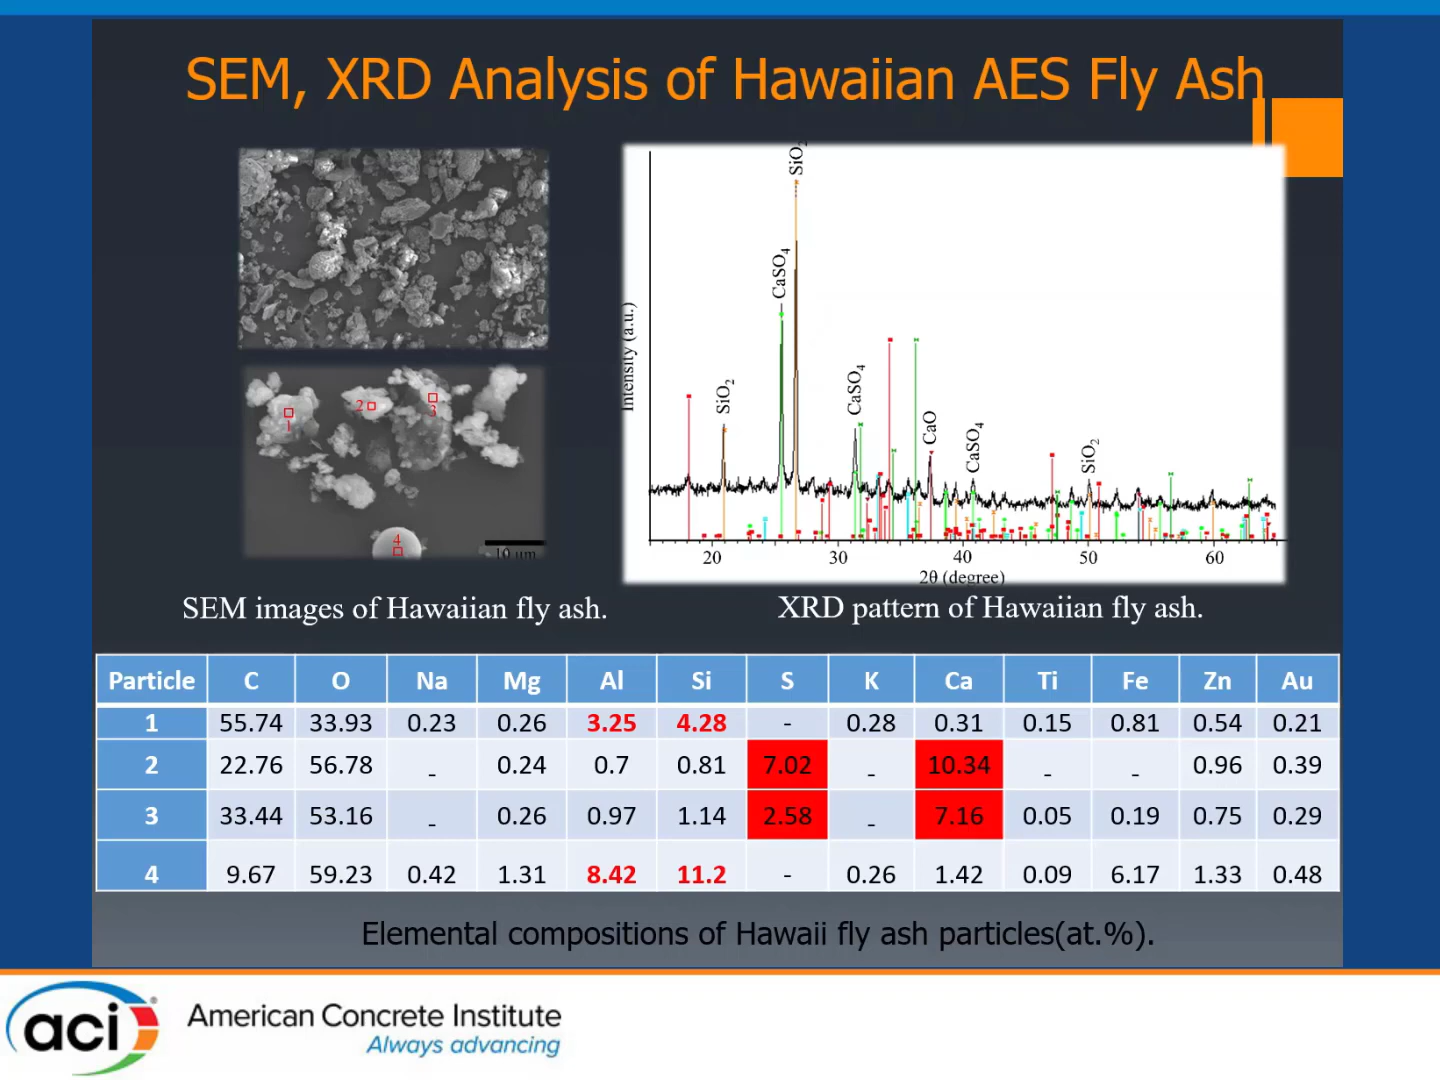 SEM, XRD Analysis of Hawaiian AES Fly Ash
1
2
3
4
10 μm
SEM images of Hawaiian fly ash.
Intensity (a.u.)
SiO2
CaSO4
SiO2
CaSO4
CaO
CaSO4
SiO2
20 30 40 50 60
2θ (degree)
XRD pattern of Hawaiian fly ash.
Particle C O Na Mg Al Si S K Ca Ti Fe Zn Au
1 55.74 33.93 0.23 0.26 3.25 4.28 - 0.28 0.31 0.15 0.81 0.54 0.21
2 22.76 56.78 - 0.24 0.7 0.81 7.02 - 10.34 - - 0.96 0.39
3 33.44 53.16 - 0.26 0.97 1.14 2.58 - 7.16 0.05 0.19 0.75 0.29
4 9.67 59.23 0.42 1.31 8.42 11.2 - 0.26 1.42 0.09 6.17 1.33 0.48
Elemental compositions of Hawaii fly ash particles(at.%).
aci
American Concrete Institute
Always advancing